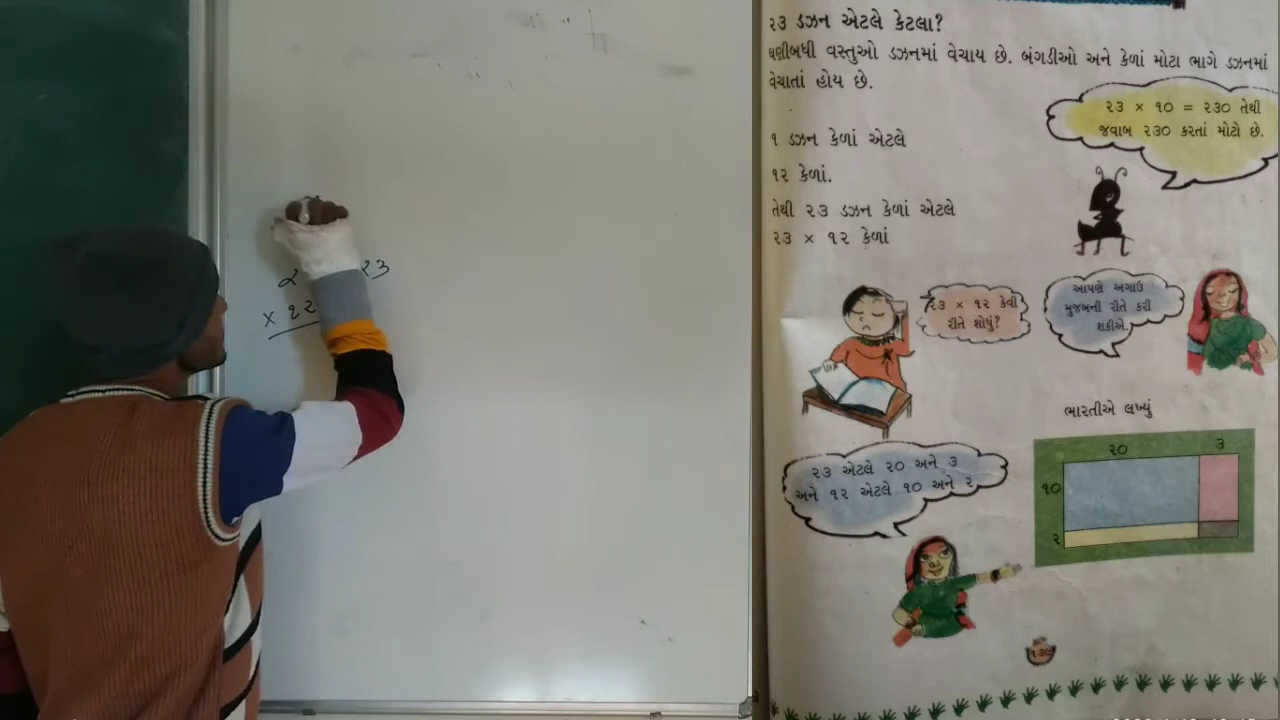 ૨૩
× ૧૨
૨૩ ડઝન એટલે કેટલા?
ઘણીબધી વસ્તુઓ ડઝનમાં વેચાય છે. બંગડીઓ અને કેળાં મોટા ભાગે ડઝનમાં
વેચાતાં હોય છે.
૨૩ × ૧૦ = ૨૩૦ તેથી
જવાબ ૨૩૦ કરતાં મોટો છે.
૧ ડઝન કેળાં એટલે
૧૨ કેળાં.
તેથી ૨૩ ડઝન કેળાં એટલે
૨૩ × ૧૨ કેળાં
૨૩ × ૧૨ કેવી
રીતે શોધું?
આપણે અગાઉ
મુજબની રીતે કરી
શકીએ.
ભારતીએ લખ્યું
૨૩ એટલે ૨૦ અને ૩
અને ૧૨ એટલે ૧૦ અને ૨
૨૦ ૩
૧૦
૨
૧૩૯